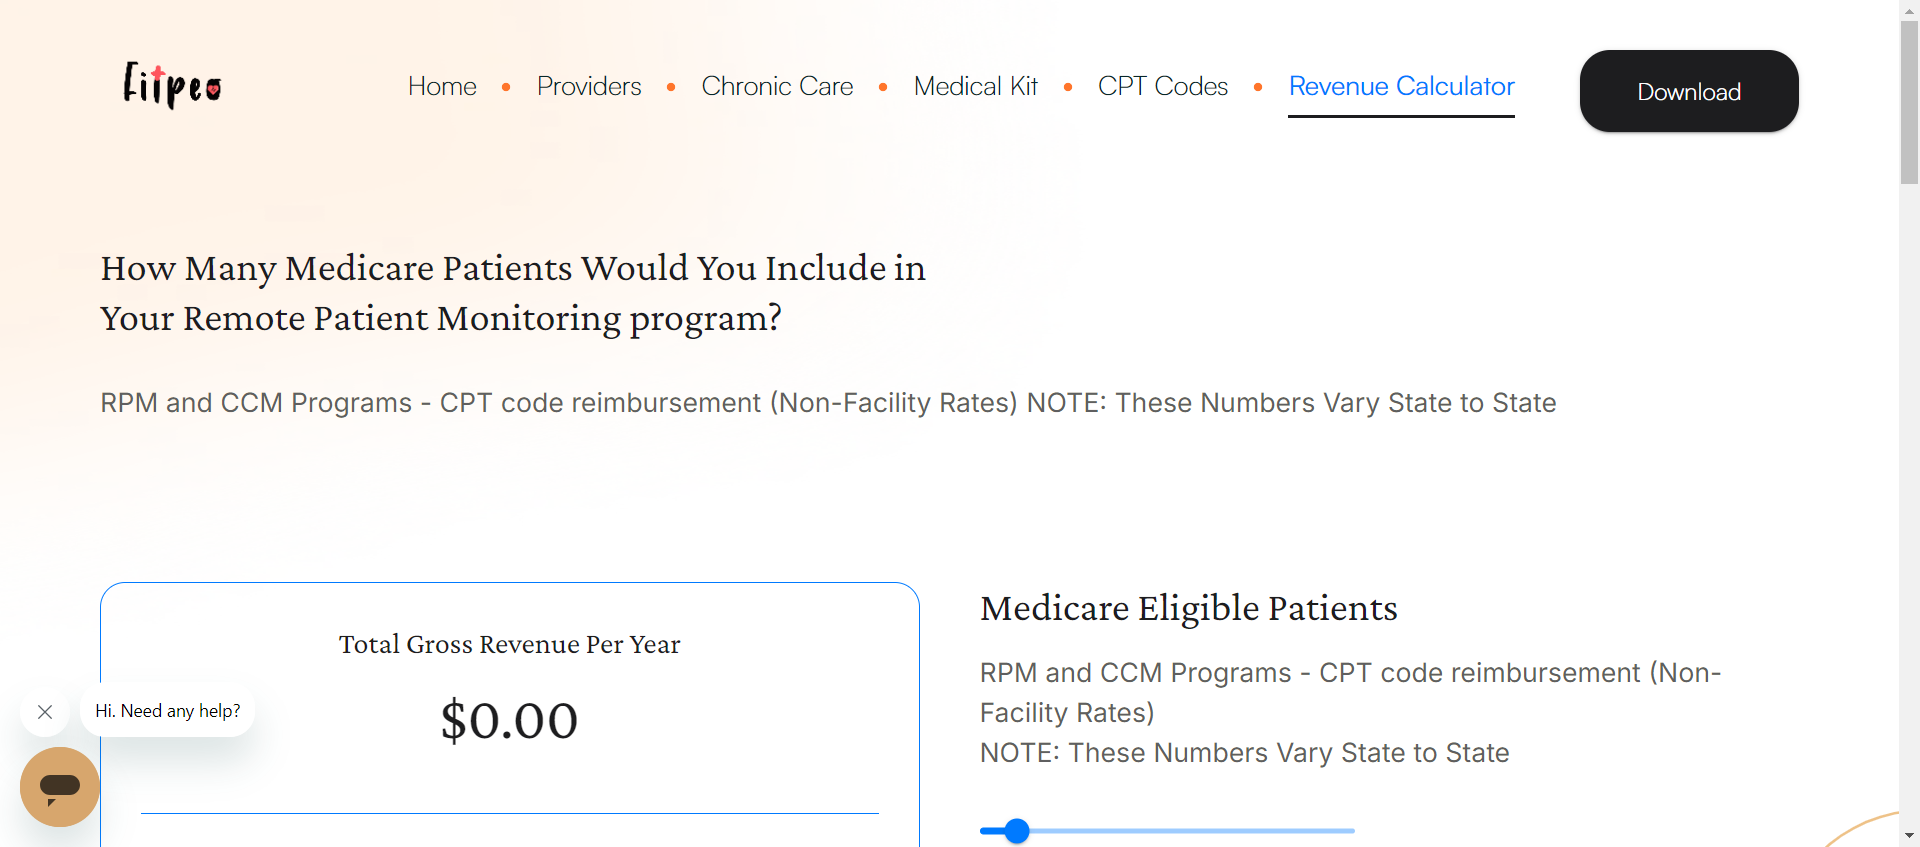 Fitpeo
Home • Providers • Chronic Care • Medical Kit • CPT Codes • Revenue Calculator
Download
How Many Medicare Patients Would You Include in
Your Remote Patient Monitoring program?
RPM and CCM Programs - CPT code reimbursement (Non-Facility Rates) NOTE: These Numbers Vary State to State
Total Gross Revenue Per Year
$0.00
Medicare Eligible Patients
RPM and CCM Programs - CPT code reimbursement (Non-
Facility Rates)
NOTE: These Numbers Vary State to State
Hi. Need any help?